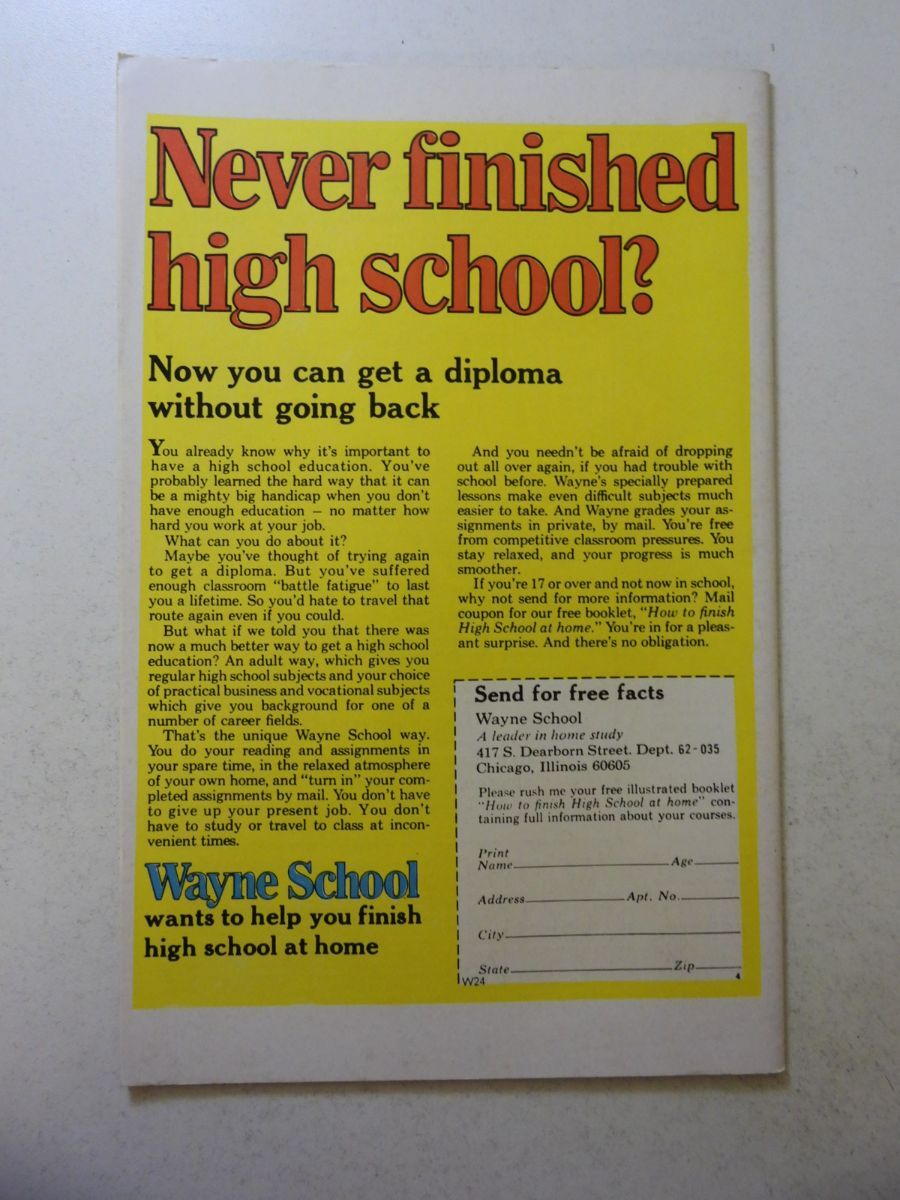 Never finished
high school?
Now you can get a diploma
without going back
You already know why it's important to
have a high school education. You've
probably learned the hard way that it can
be a mighty big handicap when you don't
have enough education – no matter how
hard you work at your job.
What can you do about it?
Maybe you've thought of trying again
to get a diploma. But you've suffered
enough classroom "battle fatigue" to last
you a lifetime. So you'd hate to travel that
route again even if you could.
But what if we told you that there was
now a much better way to get a high school
education? An adult way, which gives you
regular high school subjects and your choice
of practical business and vocational subjects
which give you background for one of a
number of career fields.
That's the unique Wayne School way.
You do your reading and assignments in
your spare time, in the relaxed atmosphere
of your own home, and "turn in" your com-
pleted assignments by mail. You don't have
to give up your present job. You don't
have to study or travel to class at incon-
venient times.
Wayne School
wants to help you finish
high school at home
And you needn't be afraid of dropping
out all over again, if you had trouble with
school before. Wayne's specially prepared
lessons make even difficult subjects much
easier to take. And Wayne grades your as-
signments in private, by mail. You're free
from competitive classroom pressures. You
stay relaxed, and your progress is much
smoother.
If you're 17 or over and not now in school,
why not send for more information? Mail
coupon for our free booklet, "How to finish
High School at home." You're in for a pleas-
ant surprise. And there's no obligation.
Send for free facts
Wayne School
A leader in home study
417 S. Dearborn Street. Dept. 62-035
Chicago, Illinois 60605
Please rush me your free illustrated booklet
"How to finish High School at home" con-
taining full information about your courses.
Print
Name Age
Address Apt. No.
City
State Zip
W24 4